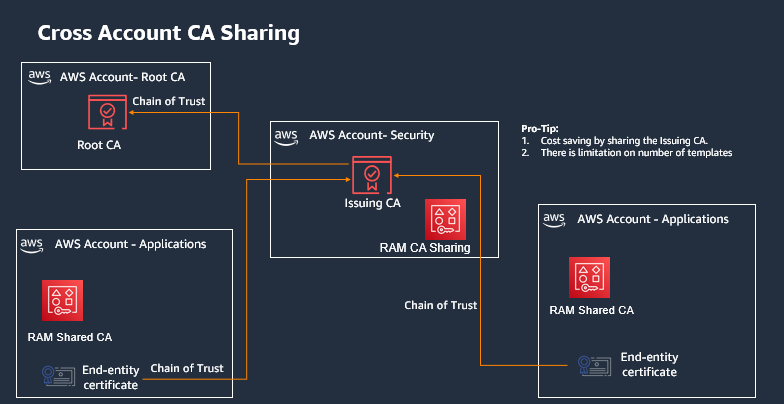 Cross Account CA Sharing
aws
AWS Account- Root CA
Chain of Trust
Root CA
aws
AWS Account- Security
Issuing CA
RAM CA Sharing
Pro-Tip:
1. Cost saving by sharing the Issuing CA.
2. There is limitation on number of templates
aws
AWS Account - Applications
RAM Shared CA
End-entity
certificate
Chain of Trust
Chain of Trust
aws
AWS Account - Applications
RAM Shared CA
End-entity
certificate